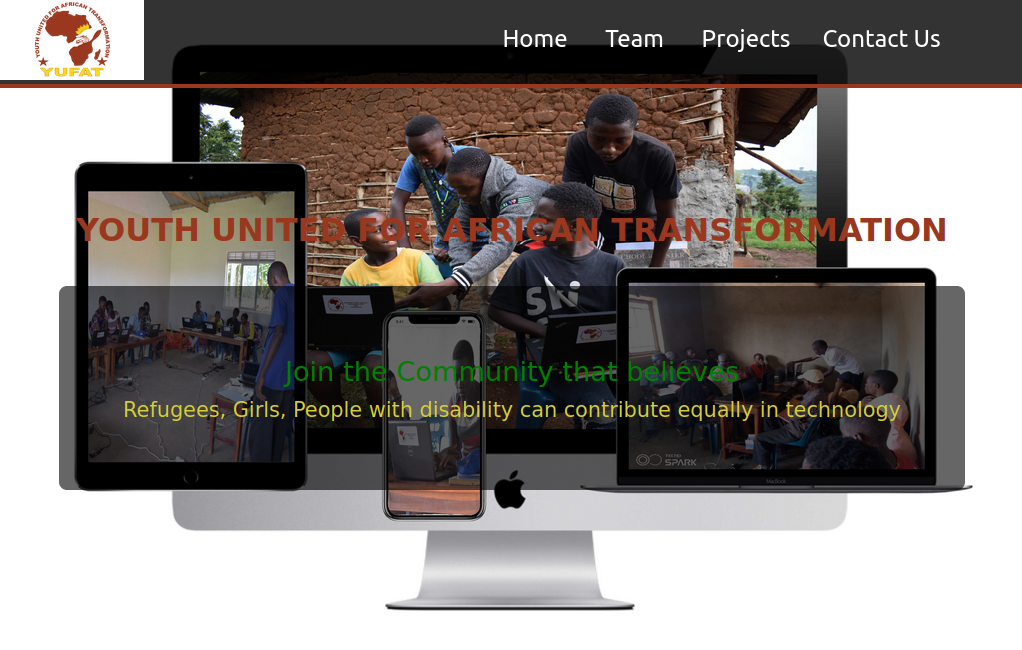 YOUTH UNITED FOR AFRICAN TRANSFORMATION
YUFAT
Home Team Projects Contact Us
YOUTH UNITED FOR AFRICAN TRANSFORMATION
Join the Community that believes
Refugees, Girls, People with disability can contribute equally in technology
SPARK
MacBook